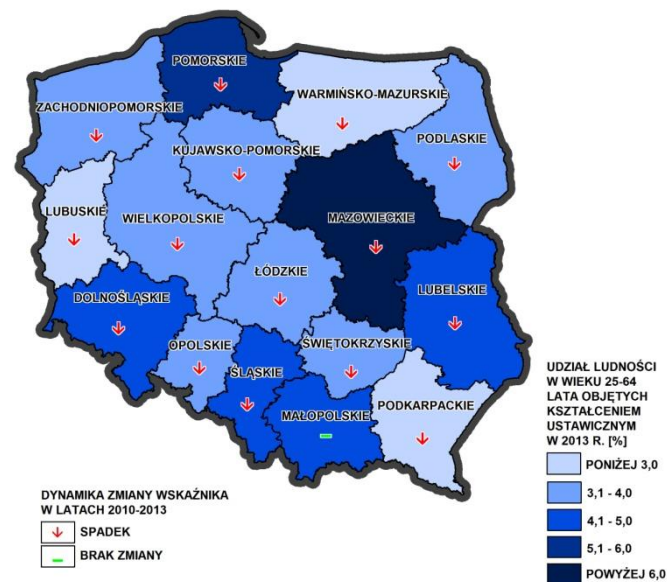 POMORSKIE
WARMIŃSKO-MAZURSKIE
ZACHODNIOPOMORSKIE
PODLASKIE
KUJAWSKO-POMORSKIE
LUBUSKIE
WIELKOPOLSKIE
MAZOWIECKIE
ŁÓDZKIE
LUBELSKIE
DOLNOŚLĄSKIE
OPOLSKIE
ŚWIĘTOKRZYSKIE
ŚLĄSKIE
MAŁOPOLSKIE
PODKARPACKIE
UDZIAŁ LUDNOŚCI
W WIEKU 25-64
LATA OBJĘTYCH
KSZTAŁCENIEM
USTAWICZNYM
W 2013 R. [%]
PONIŻEJ 3,0
3,1 - 4,0
4,1 - 5,0
5,1 - 6,0
POWYŻEJ 6,0
DYNAMIKA ZMIANY WSKAŹNIKA
W LATACH 2010-2013
SPADEK
BRAK ZMIANY